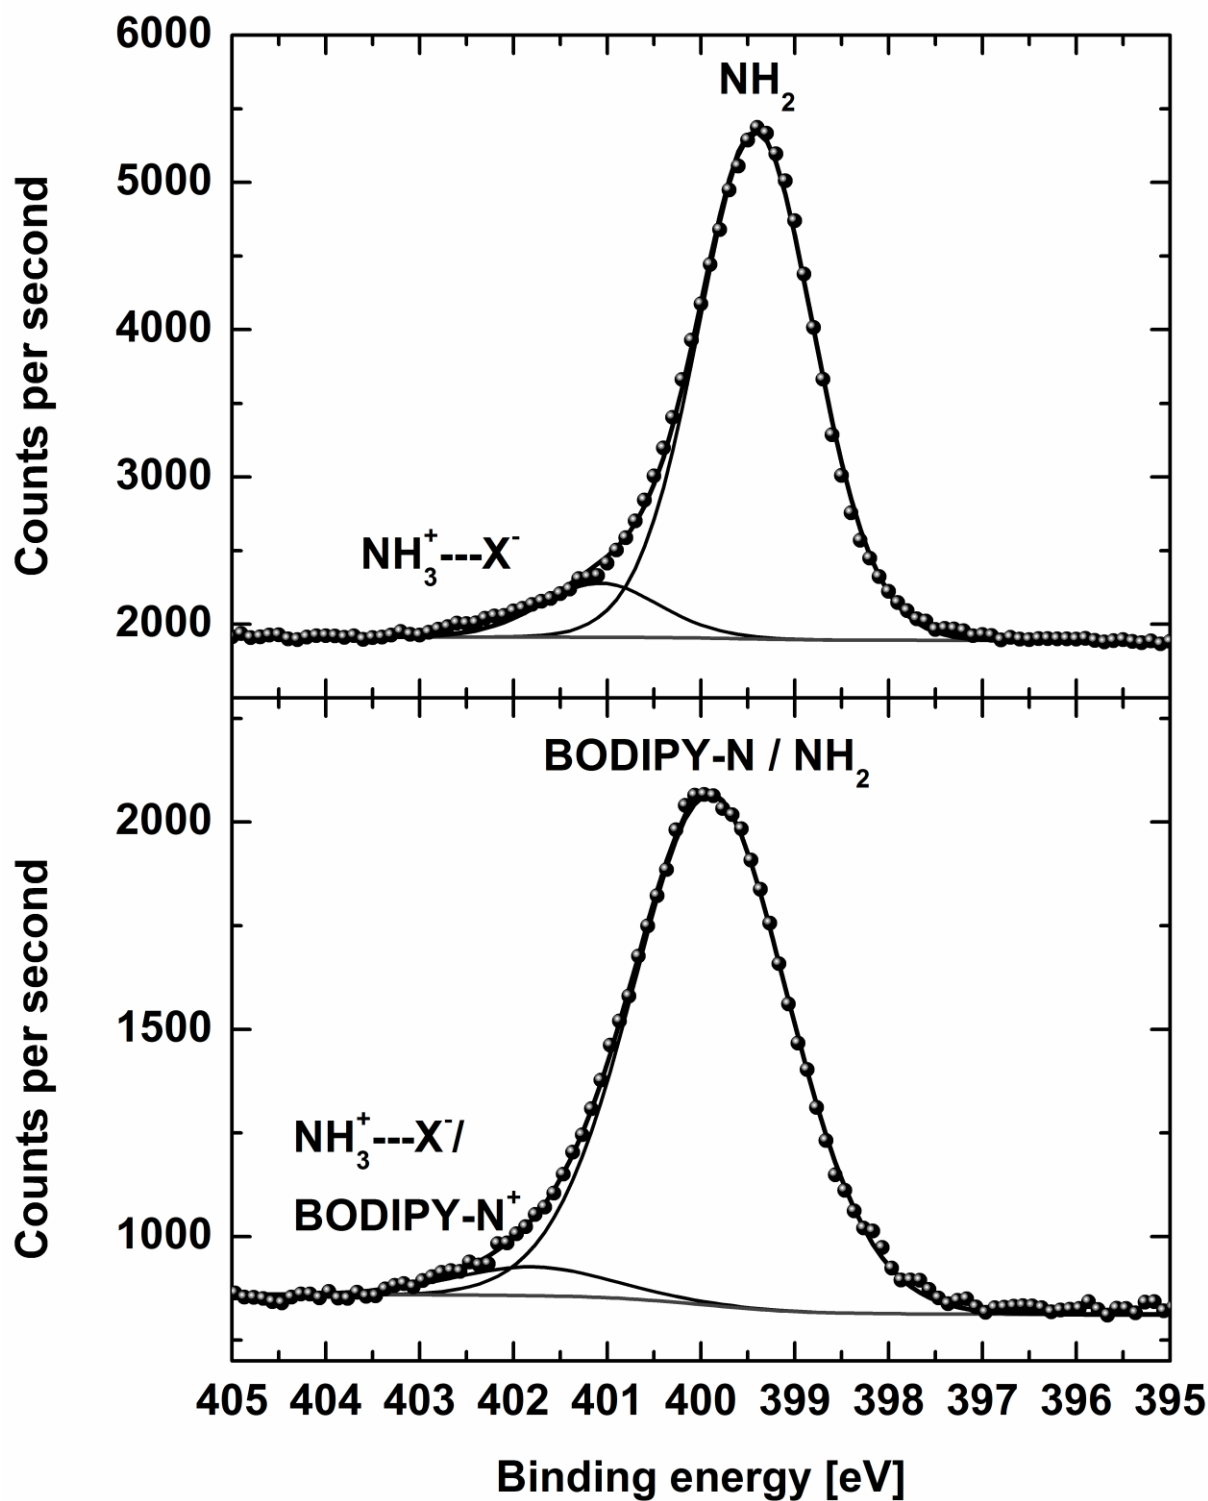 6000
NH₂
5000
4000
3000
NH₃⁺---X⁻
2000
Counts per second
BODIPY-N / NH₂
2000
1500
NH₃⁺---X⁻/
BODIPY-N⁺
1000
Counts per second
405 404 403 402 401 400 399 398 397 396 395
Binding energy [eV]